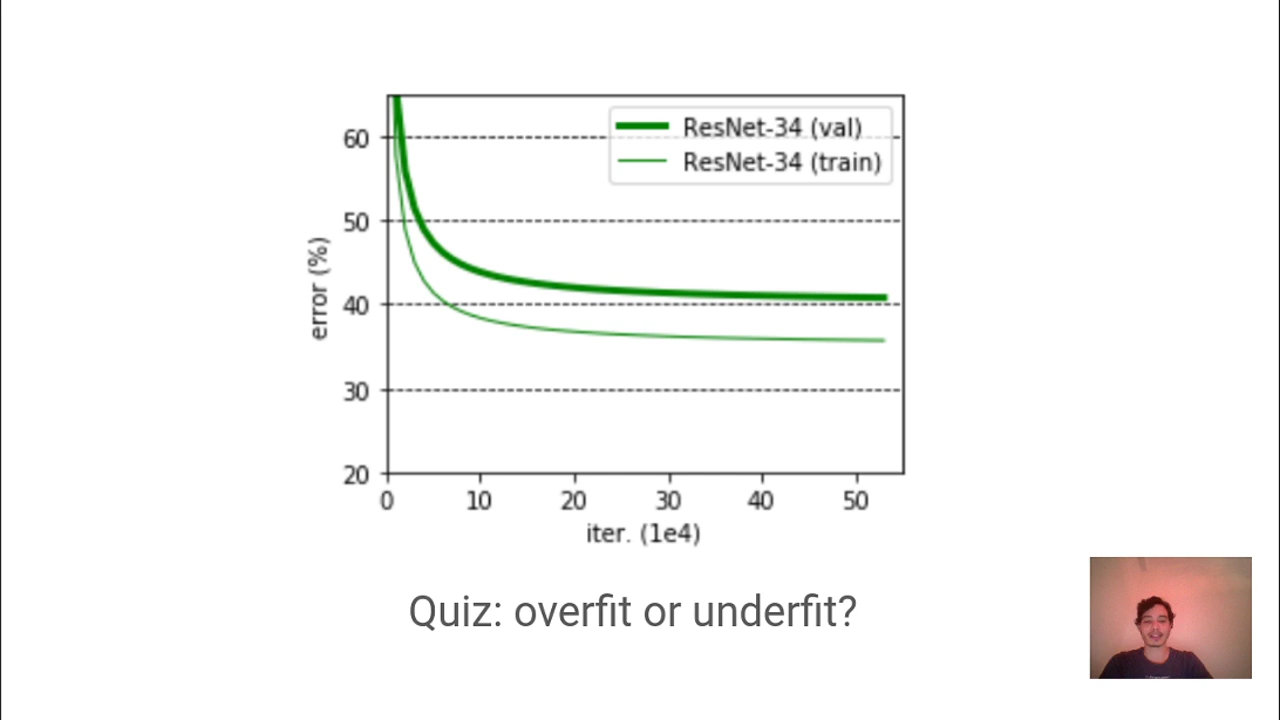 ResNet-34 (val)
ResNet-34 (train)
60
50
40
30
20
error (%)
0 10 20 30 40 50
iter. (1e4)
Quiz: overfit or underfit?